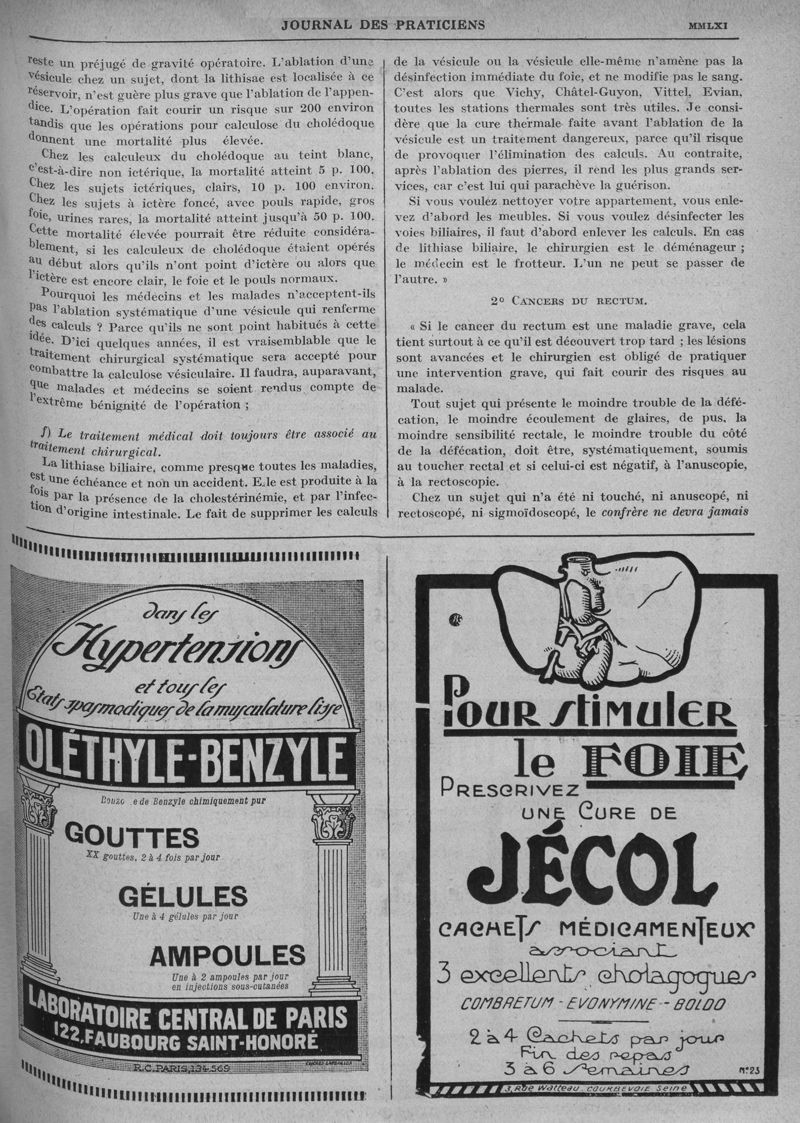 JOURNAL DES PRATICIENS
MMLXI
reste un préjugé de gravité opératoire. L'ablation d'une
vésicule chez un sujet, dont la lithisae est localisée à ce
réservoir, n'est guère plus grave que l'ablation de l'appen-
dice. L'opération fait courir un risque sur 200 environ
tandis que les opérations pour calculose du cholédoque
donnent une mortalité plus élevée.
Chez les calculeux du cholédoque au teint blanc,
c'est-à-dire non ictérique, la mortalité atteint 5 p. 100.
Chez les sujets ictériques, clairs, 10 p. 100 environ.
Chez les sujets à ictère foncé, avec pouls rapide, gros
foie, urines rares, la mortalité atteint jusqu'à 50 p. 100.
Cette mortalité élevée pourrait être réduite considéra-
blement, si les calculeux de cholédoque étaient opérés
au début alors qu'ils n'ont point d'ictère ou alors que
l'ictère est encore clair, le foie et le pouls normaux.
Pourquoi les médecins et les malades n'acceptent-ils
pas l'ablation systématique d'une vésicule qui renferme
des calculs ? Parce qu'ils ne sont point habitués à cette
idée. D'ici quelques années, il est vraisemblable que le
traitement chirurgical systématique sera accepté pour
combattre la calculose vésiculaire. Il faudra, auparavant,
que malades et médecins se soient rendus compte de
l'extrême bénignité de l'opération ;
f) Le traitement médical doit toujours être associé au
traitement chirurgical.
La lithiase biliaire, comme presque toutes les maladies,
est une échéance et non un accident. E.le est produite à la
fois par la présence de la cholestérinémie, et par l'infec-
tion d'origine intestinale. Le fait de supprimer les calculs
de la vésicule ou la vésicule elle-même n'amène pas la
désinfection immédiate du foie, et ne modifie pas le sang.
C'est alors que Vichy, Châtel-Guyon, Vittel, Evian,
toutes les stations thermales sont très utiles. Je consi-
dère que la cure thermale faite avant l'ablation de la
vésicule est un traitement dangereux, parce qu'il risque
de provoquer l'élimination des calculs. Au contraite,
après l'ablation des pierres, il rend les plus grands ser-
vices, car c'est lui qui parachève la guérison.
Si vous voulez nettoyer votre appartement, vous enle-
vez d'abord les meubles. Si vous voulez désinfecter les
voies biliaires, il faut d'abord enlever les calculs. En cas
de lithiase biliaire, le chirurgien est le déménageur ;
le médecin est le frotteur. L'un ne peut se passer de
l'autre. »
2° CANCERS DU RECTUM.
« Si le cancer du rectum est une maladie grave, cela
tient surtout à ce qu'il est découvert trop tard ; les lésions
sont avancées et le chirurgien est obligé de pratiquer
une intervention grave, qui fait courir des risques au
malade.
Tout sujet qui présente le moindre trouble de la défé-
cation, le moindre écoulement de glaires, de pus, la
moindre sensibilité rectale, le moindre trouble du côté
de la défécation, doit être, systématiquement, soumis
au toucher rectal et si celui-ci est négatif, à l'anuscopie,
à la rectoscopie.
Chez un sujet qui n'a été ni touché, ni anuscopé, ni
rectoscopé, ni sigmoïdoscopé, le confrère ne devra jamais
dans les
Hypertensions
et tous les
États spasmodiques de la musculature lisse
OLÉTHYLE-BENZYLE
de Benzyle chimiquement pur
GOUTTES
XX gouttes, 2 à 4 fois par jour
GÉLULES
Une à 4 gélules par jour
AMPOULES
Une à 2 ampoules par jour
en injections sous-cutanées
LABORATOIRE CENTRAL DE PARIS
122, FAUBOURG SAINT-HONORÉ
R.C. PARIS, 134.569
POUR STIMULER
le FOIE
PRESCRIVEZ
UNE CURE DE
JÉCOL
CACHETS MÉDICAMENTEUX
associant
3 excellents cholagogues
COMBRETUM - EVONYMINE - BOLDO
2 à 4 Cachets par jour
Fin des repas
3 à 6 Semaines
N°23
3, Rue Watteau. COURBEVOIE Seine